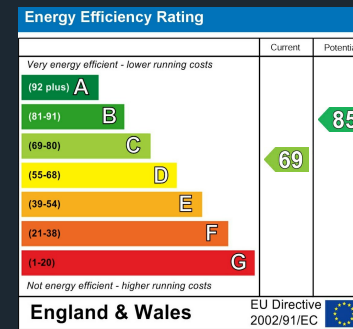 Energy Efficiency Rating
Current
Very energy efficient - lower running costs
(92 plus) A
(81-91) B
85
(69-80) C
69
(55-68) D
(39-54) E
(21-38) F
(1-20) G
Not energy efficient - higher running costs
England & Wales
EU Directive
2002/91/EC